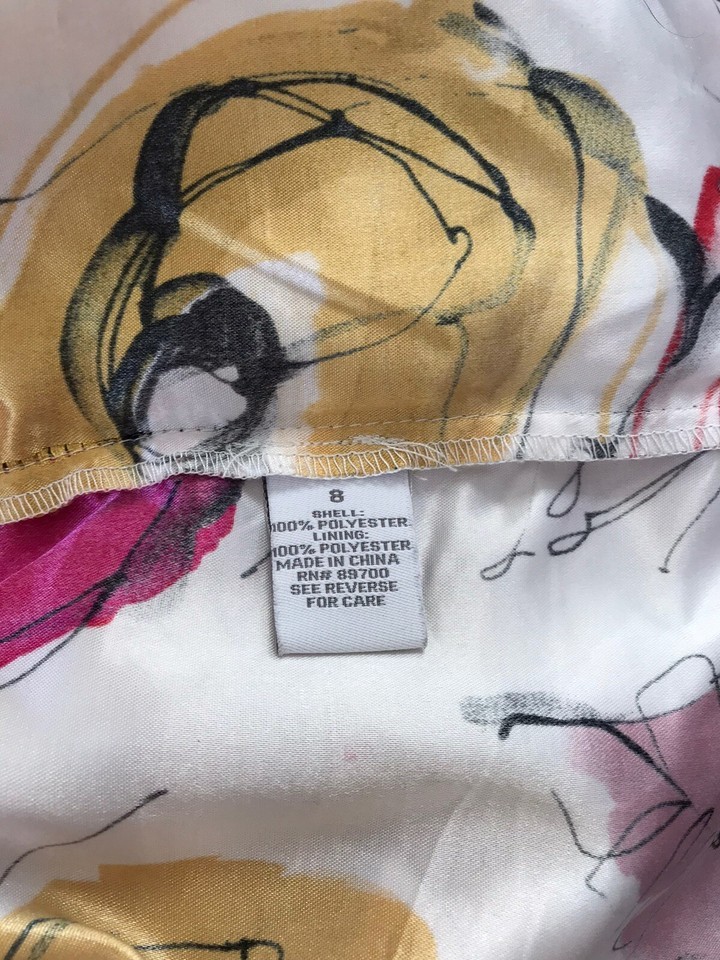 8
SHELL:
100% POLYESTER
LINING:
100% POLYESTER
MADE IN CHINA
RN# 89700
SEE REVERSE
FOR CARE